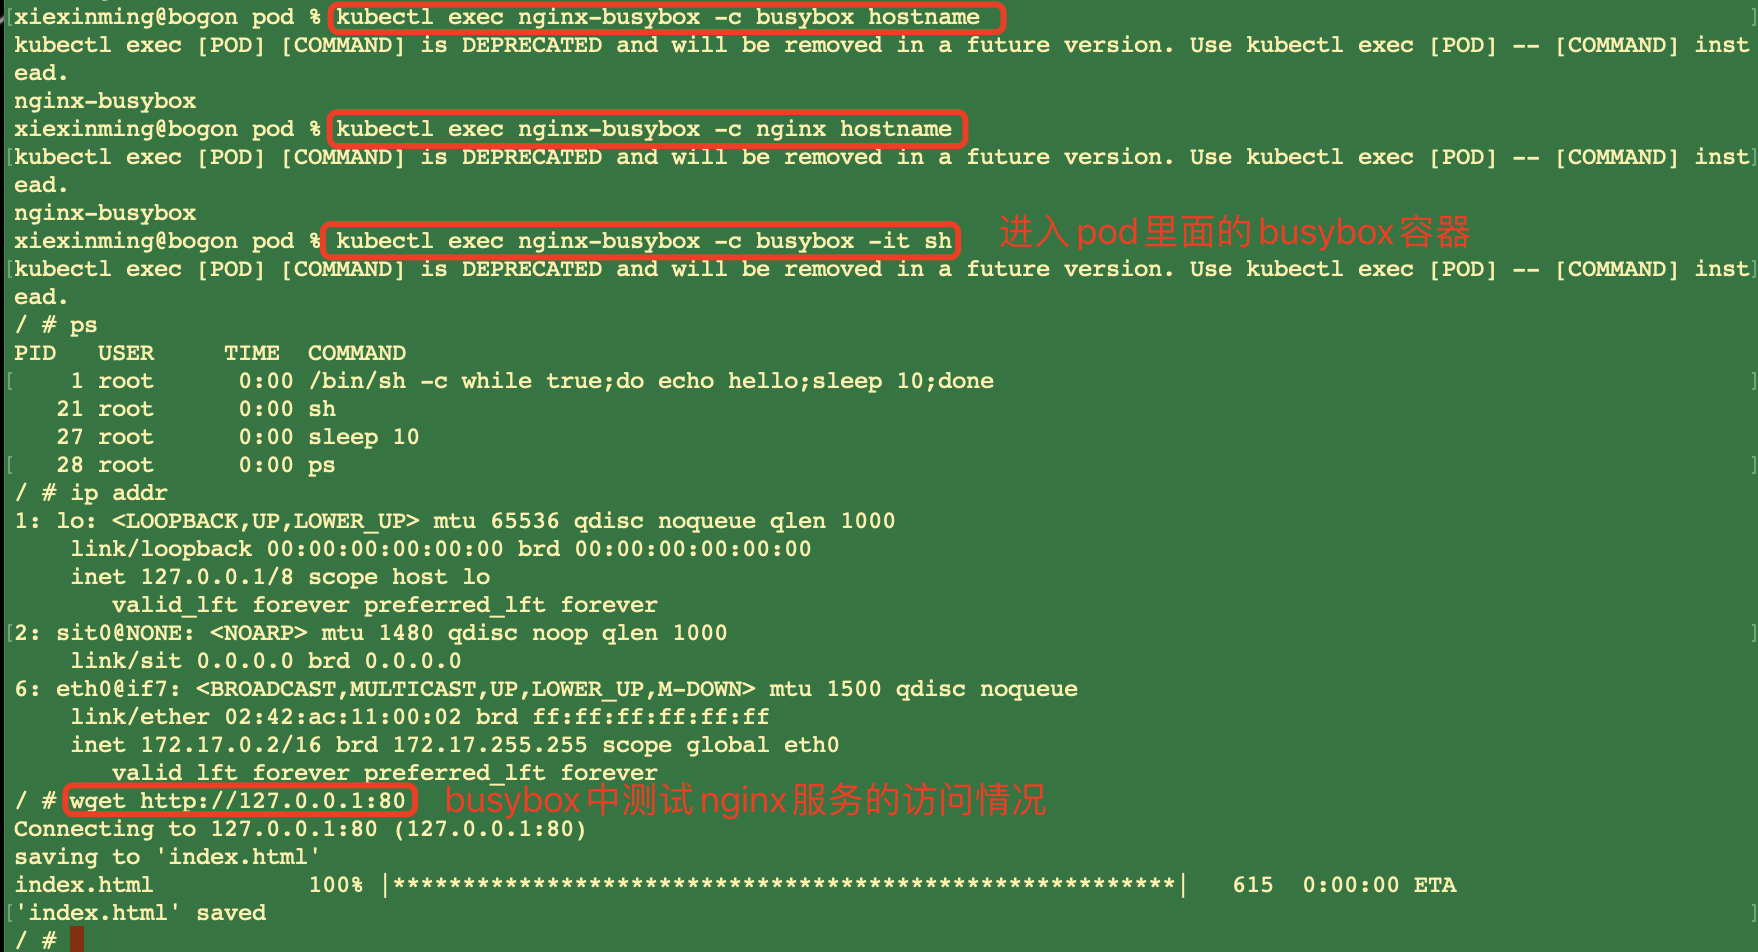 xiexinming@bogon pod % kubectl exec nginx-busybox -c busybox hostname
kubectl exec [POD] [COMMAND] is DEPRECATED and will be removed in a future version. Use kubectl exec [POD] -- [COMMAND] inst
ead.
nginx-busybox
xiexinming@bogon pod % kubectl exec nginx-busybox -c nginx hostname
kubectl exec [POD] [COMMAND] is DEPRECATED and will be removed in a future version. Use kubectl exec [POD] -- [COMMAND] inst
ead.
nginx-busybox
xiexinming@bogon pod % kubectl exec nginx-busybox -c busybox -it sh 进入pod里面的busybox容器
kubectl exec [POD] [COMMAND] is DEPRECATED and will be removed in a future version. Use kubectl exec [POD] -- [COMMAND] inst
ead.
/ # ps
PID   USER     TIME  COMMAND
    1 root      0:00 /bin/sh -c while true;do echo hello;sleep 10;done
   21 root      0:00 sh
   27 root      0:00 sleep 10
   28 root      0:00 ps
/ # ip addr
1: lo: <LOOPBACK,UP,LOWER_UP> mtu 65536 qdisc noqueue qlen 1000
    link/loopback 00:00:00:00:00:00 brd 00:00:00:00:00:00
    inet 127.0.0.1/8 scope host lo
       valid_lft forever preferred_lft forever
2: sit0@NONE: <NOARP> mtu 1480 qdisc noop qlen 1000
    link/sit 0.0.0.0 brd 0.0.0.0
6: eth0@if7: <BROADCAST,MULTICAST,UP,LOWER_UP,M-DOWN> mtu 1500 qdisc noqueue
    link/ether 02:42:ac:11:00:02 brd ff:ff:ff:ff:ff:ff
    inet 172.17.0.2/16 brd 172.17.255.255 scope global eth0
       valid_lft forever preferred_lft forever
/ # wget http://127.0.0.1:80 busybox中测试nginx服务的访问情况
Connecting to 127.0.0.1:80 (127.0.0.1:80)
saving to 'index.html'
index.html           100% |********************************************************|   615  0:00:00 ETA
'index.html' saved
/ #